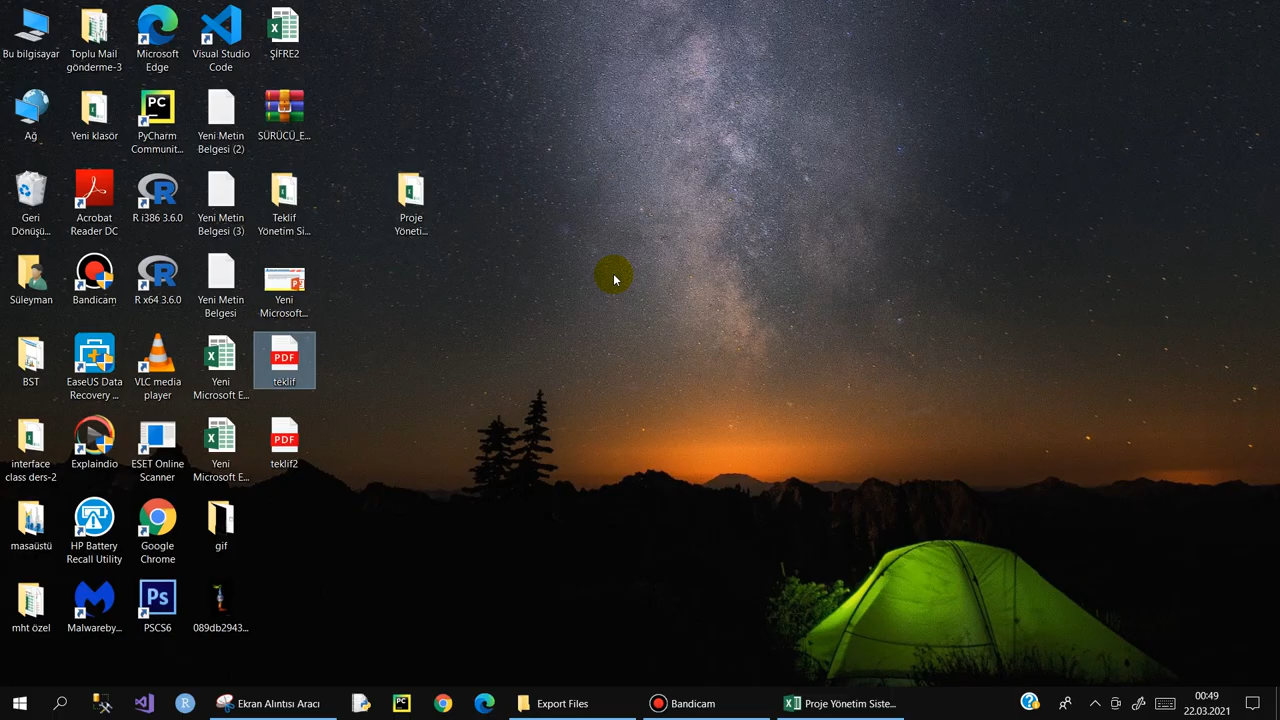 Bu bilgisayar
Toplu Mail
gönderme-3
Microsoft
Edge
Visual Studio
Code
ŞİFRE2
Ağ
Yeni klasör
PC
PyCharm
Communit...
Yeni Metin
Belgesi (2)
SÜRÜCÜ_E...
Geri
Dönüşü...
Acrobat
Reader DC
R i386 3.6.0
Yeni Metin
Belgesi (3)
Teklif
Yönetim Si...
Proje
Yöneti...
Süleyman
Bandicam
R x64 3.6.0
Yeni Metin
Belgesi
Yeni
Microsoft...
BST
EaseUS Data
Recovery ...
VLC media
player
Yeni
Microsoft E...
PDF
teklif
interface
class ders-2
Explaindio
ESET Online
Scanner
Yeni
Microsoft E...
PDF
teklif2
masaüstü
HP Battery
Recall Utility
Google
Chrome
gif
mht özel
Malwareby...
Ps
PSCS6
089db2943...
Ekran Alıntısı Aracı
PC
Export Files
Bandicam
Proje Yönetim Siste...
00:49
22.03.2021